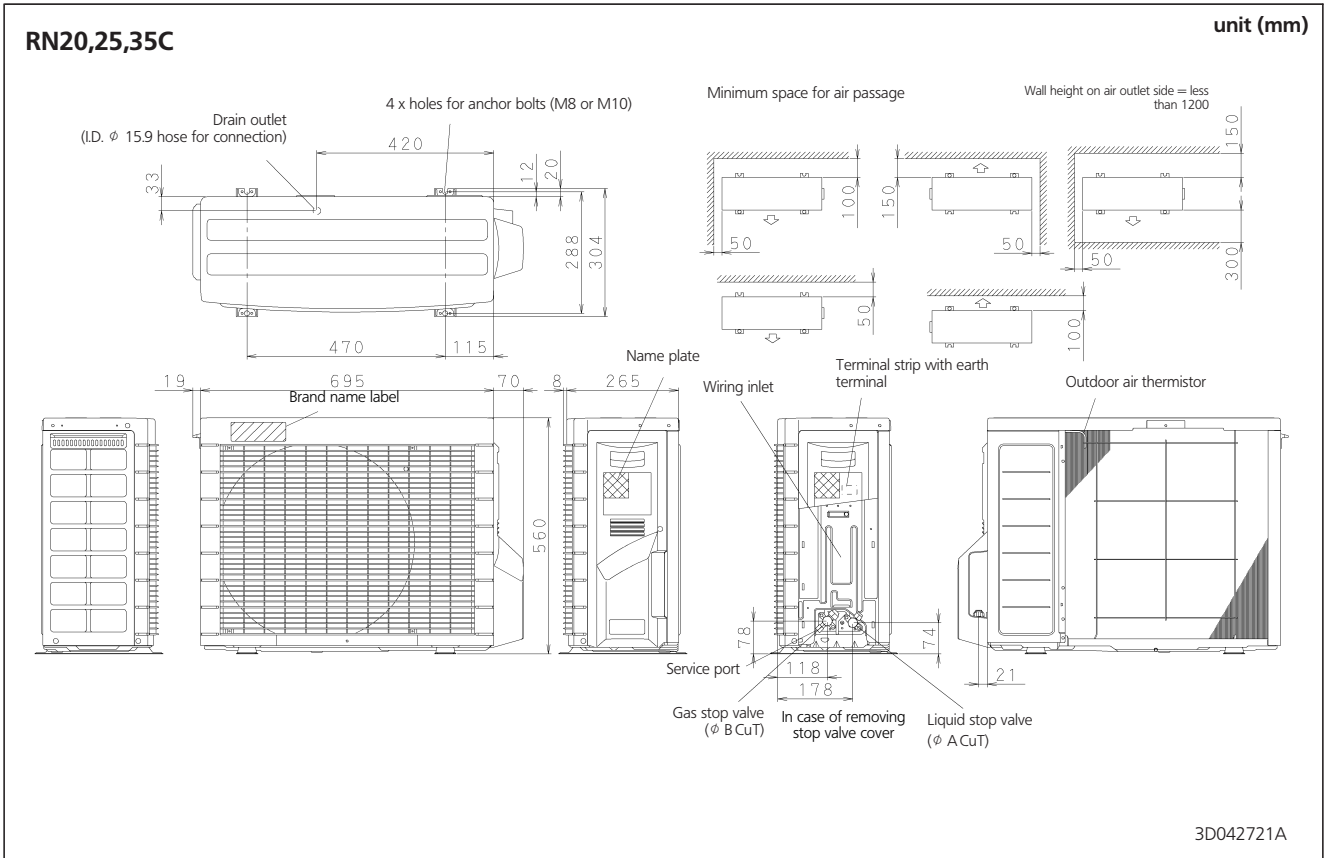 RN20,25,35C
unit (mm)
Drain outlet
(I.D. ϕ 15.9 hose for connection)
4 x holes for anchor bolts (M8 or M10)
420
33
12
20
288
304
470
115
Minimum space for air passage
Wall height on air outlet side = less
than 1200
100
50
150
50
150
300
50
50
100
19
695
70
8
265
Name plate
Brand name label
560
Wiring inlet
Terminal strip with earth
terminal
Outdoor air thermistor
78
74
118
178
21
Service port
Gas stop valve
(ϕ B CuT)
In case of removing
stop valve cover
Liquid stop valve
(ϕ A CuT)
3D042721A